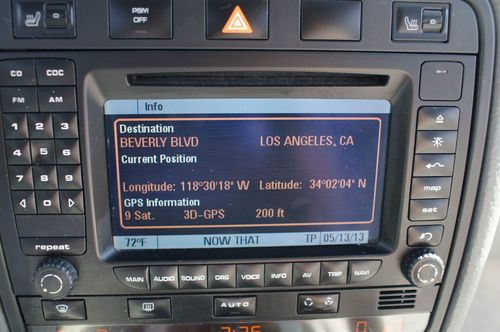 PSM
OFF
CD
CDC
FM
AM
1
2
3
4
5
6
7
8
9
0
repeat
Info
Destination
BEVERLY BLVD LOS ANGELES, CA
Current Position
Longitude: 118°30'18" W Latitude: 34°02'04" N
GPS Information
9 Sat. 3D-GPS 200 ft
72°F NOW THAT TP 05/13/13
map
set
MAIN AUDIO SOUND ORG VOICE INFO AM TRIP NAVI
AUTO